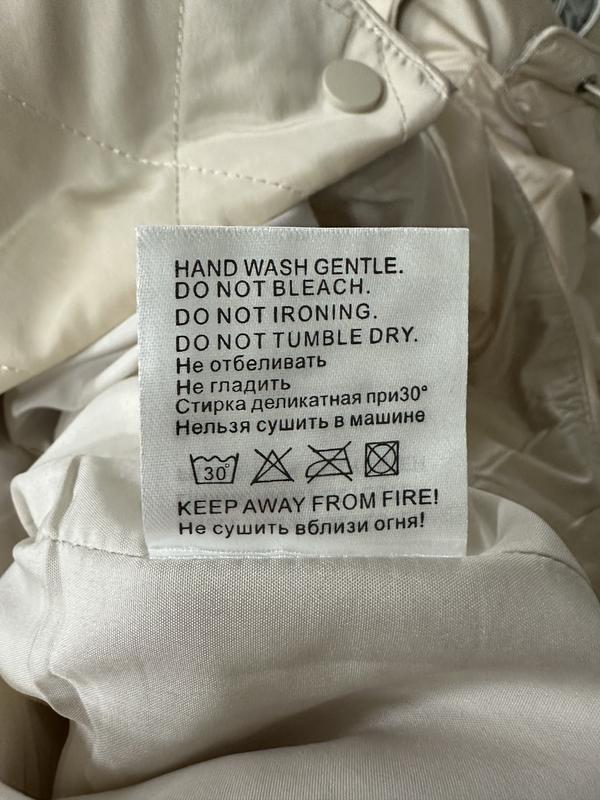 HAND WASH GENTLE.
DO NOT BLEACH.
DO NOT IRONING.
DO NOT TUMBLE DRY.
Не отбеливать
Не гладить
Стирка деликатная при30°
Нельзя сушить в машине
30°
KEEP AWAY FROM FIRE!
Не сушить вблизи огня!